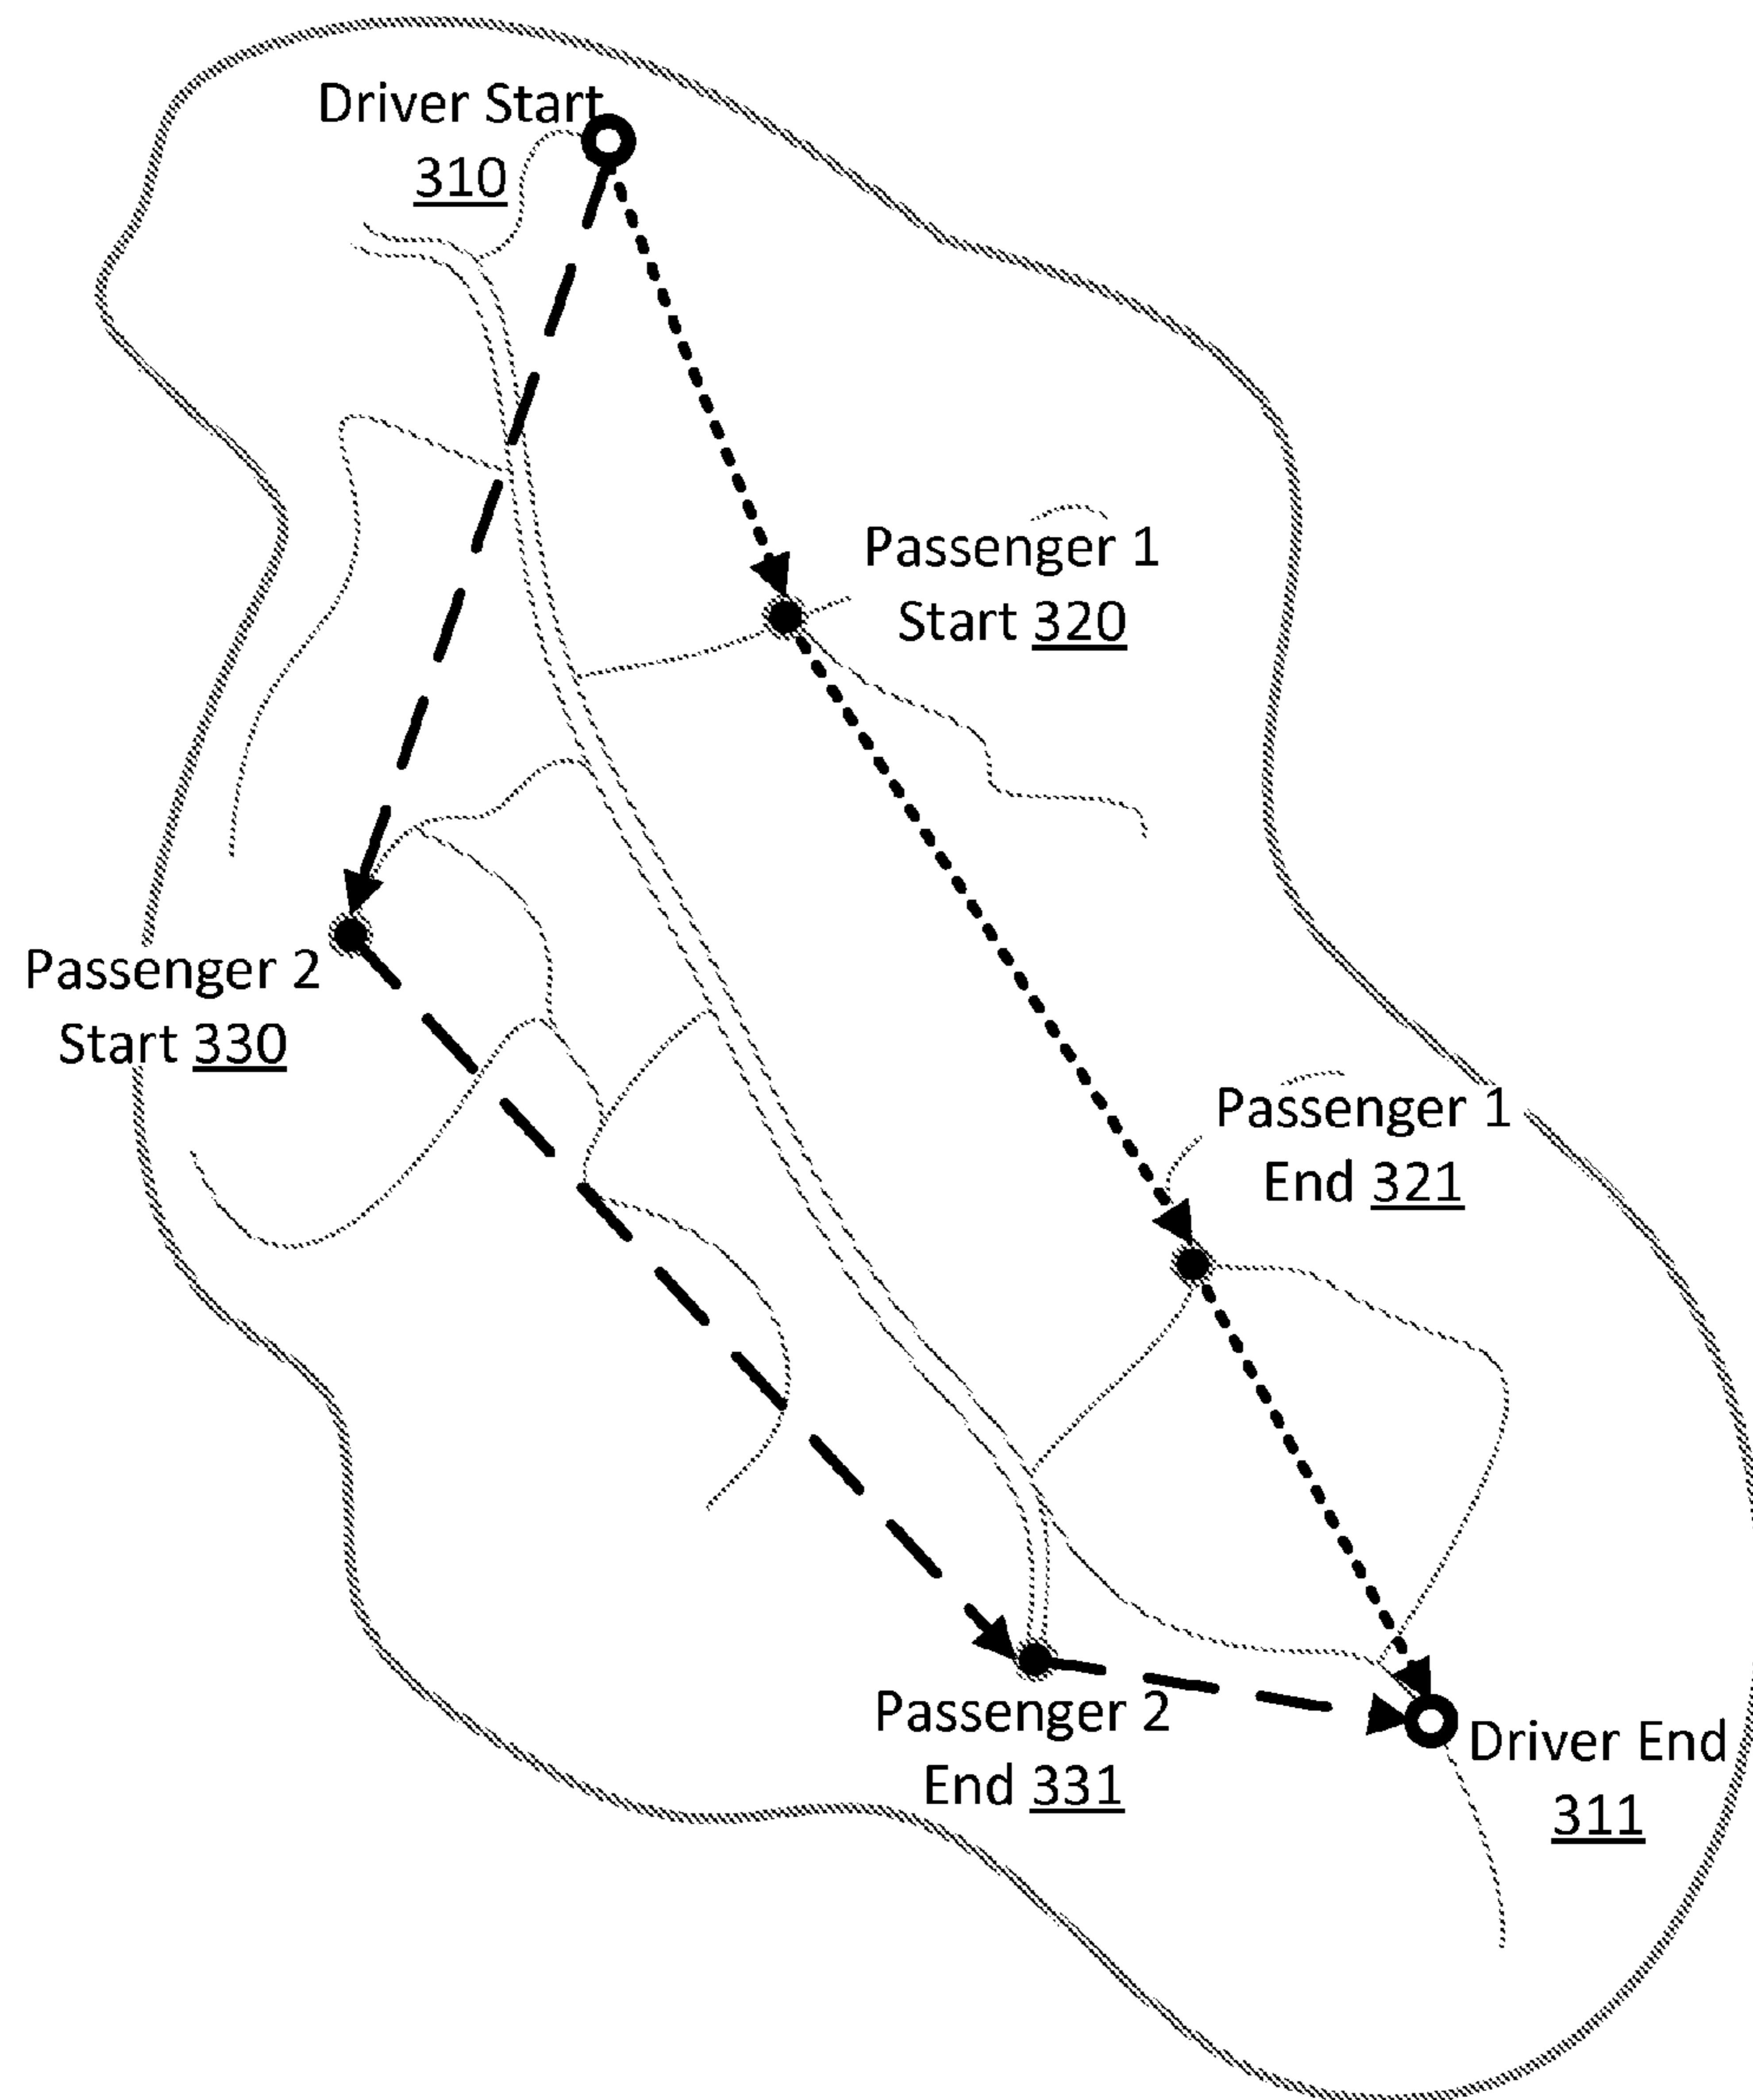 Driver Start
310
Passenger 1
Start 320
Passenger 2
Start 330
Passenger 1
End 321
Passenger 2
End 331
Driver End
311